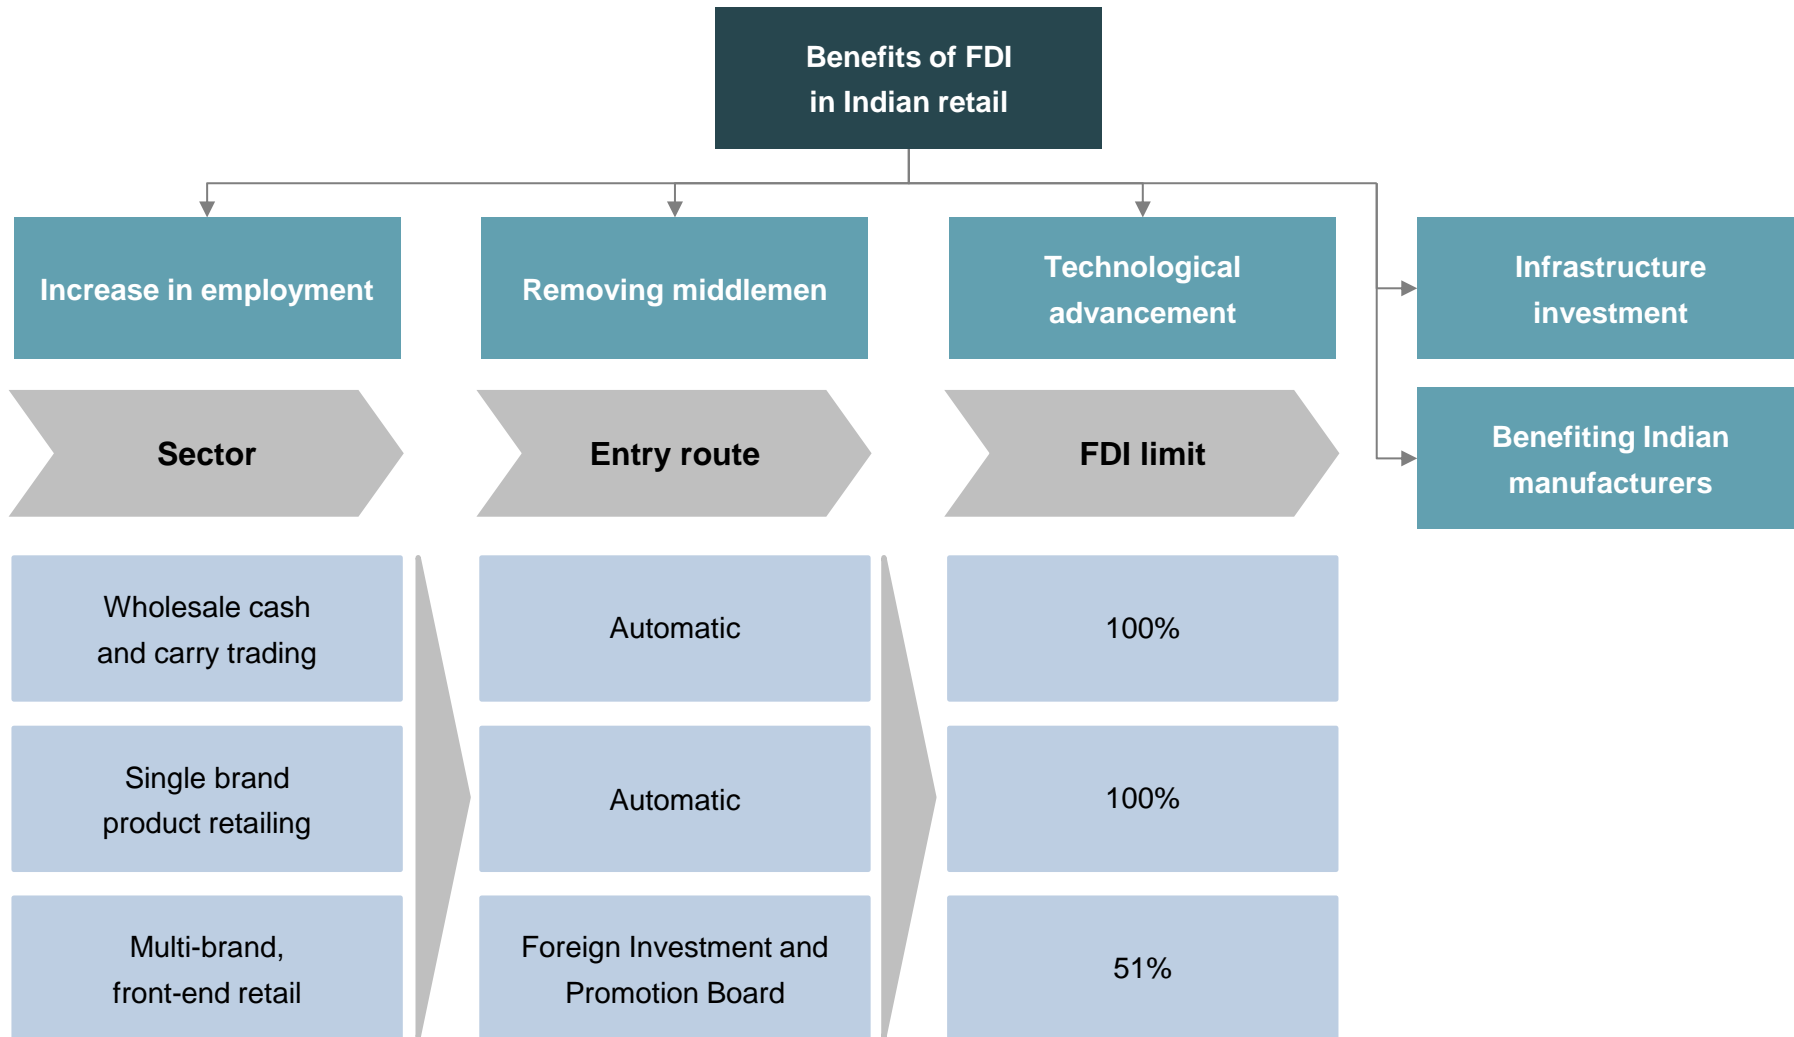 Benefits of FDI
in Indian retail
Increase in employment
Removing middlemen
Technological
advancement
Infrastructure
investment
Benefiting Indian
manufacturers
Sector
Entry route
FDI limit
Wholesale cash
and carry trading
Automatic
100%
Single brand
product retailing
Automatic
100%
Multi-brand,
front-end retail
Foreign Investment and
Promotion Board
51%